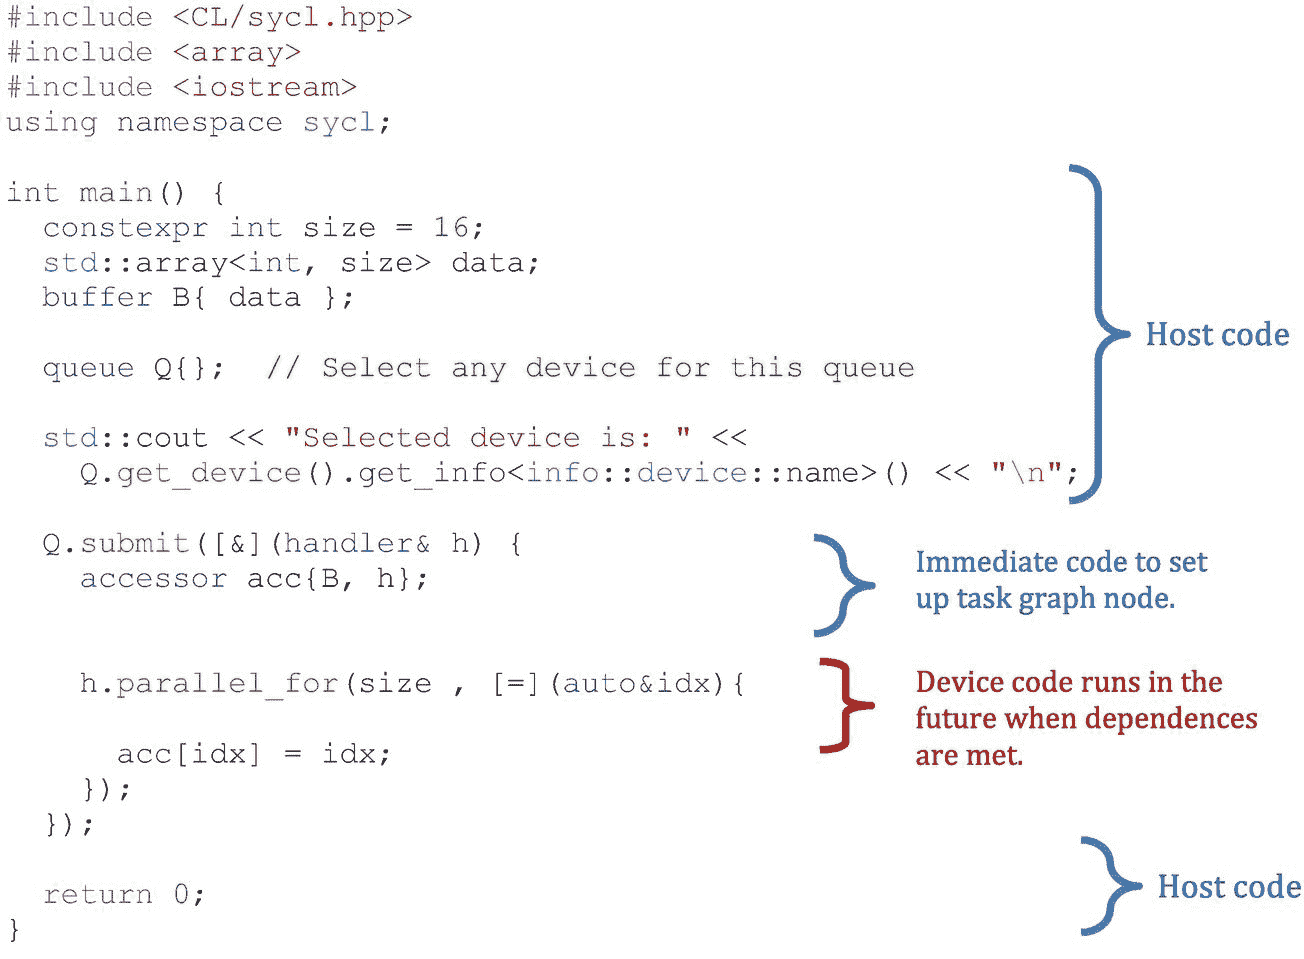 #include <CL/sycl.hpp>
#include <array>
#include <iostream>
using namespace sycl;
int main() {
  constexpr int size = 16;
  std::array<int, size> data;
  buffer B{ data };
  queue Q{};  // Select any device for this queue
  std::cout << "Selected device is: " <<
    Q.get_device().get_info<info::device::name>() << "\n";
Host code
  Q.submit([&](handler& h) {
    accessor acc{B, h};
Immediate code to set
up task graph node.
    h.parallel_for(size , [=](auto&idx){
      acc[idx] = idx;
    });
  });
Device code runs in the
future when dependences
are met.
  return 0;
}
Host code